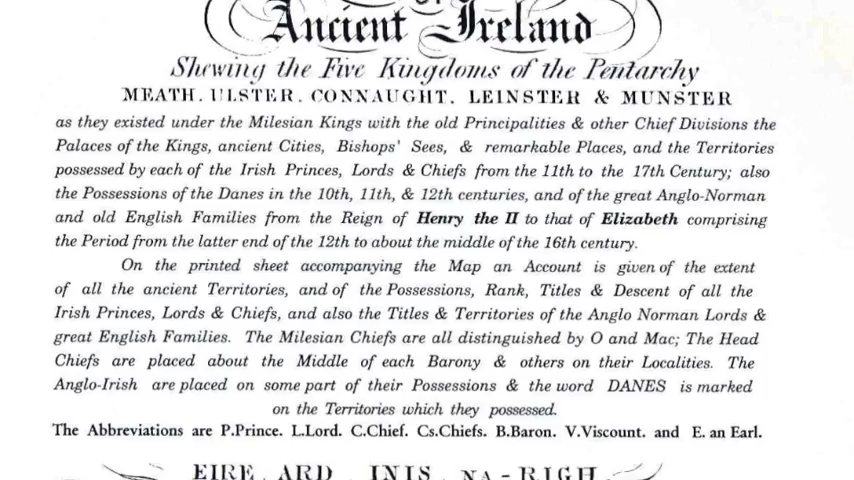 Ancient Ireland
Shewing the Five Kingdoms of the Pentarchy
MEATH. ULSTER. CONNAUGHT. LEINSTER & MUNSTER
as they existed under the Milesian Kings with the old Principalities & other Chief Divisions the
Palaces of the Kings, ancient Cities, Bishops' Sees, & remarkable Places, and the Territories
possessed by each of the Irish Princes, Lords & Chiefs from the 11th to the 17th Century; also
the Possessions of the Danes in the 10th, 11th, & 12th centuries, and of the great Anglo-Norman
and old English Families from the Reign of Henry the II to that of Elizabeth comprising
the Period from the latter end of the 12th to about the middle of the 16th century.
On the printed sheet accompanying the Map an Account is given of the extent
of all the ancient Territories, and of the Possessions, Rank, Titles & Descent of all the
Irish Princes, Lords & Chiefs, and also the Titles & Territories of the Anglo Norman Lords &
great English Families. The Milesian Chiefs are all distinguished by O and Mac; The Head
Chiefs are placed about the Middle of each Barony & others on their Localities. The
Anglo-Irish are placed on some part of their Possessions & the word DANES is marked
on the Territories which they possessed.
The Abbreviations are P.Prince. L.Lord. C.Chief. Cs.Chiefs. B.Baron. V.Viscount. and E. an Earl.
EIRE . ARD . INIS . NA - RIGH